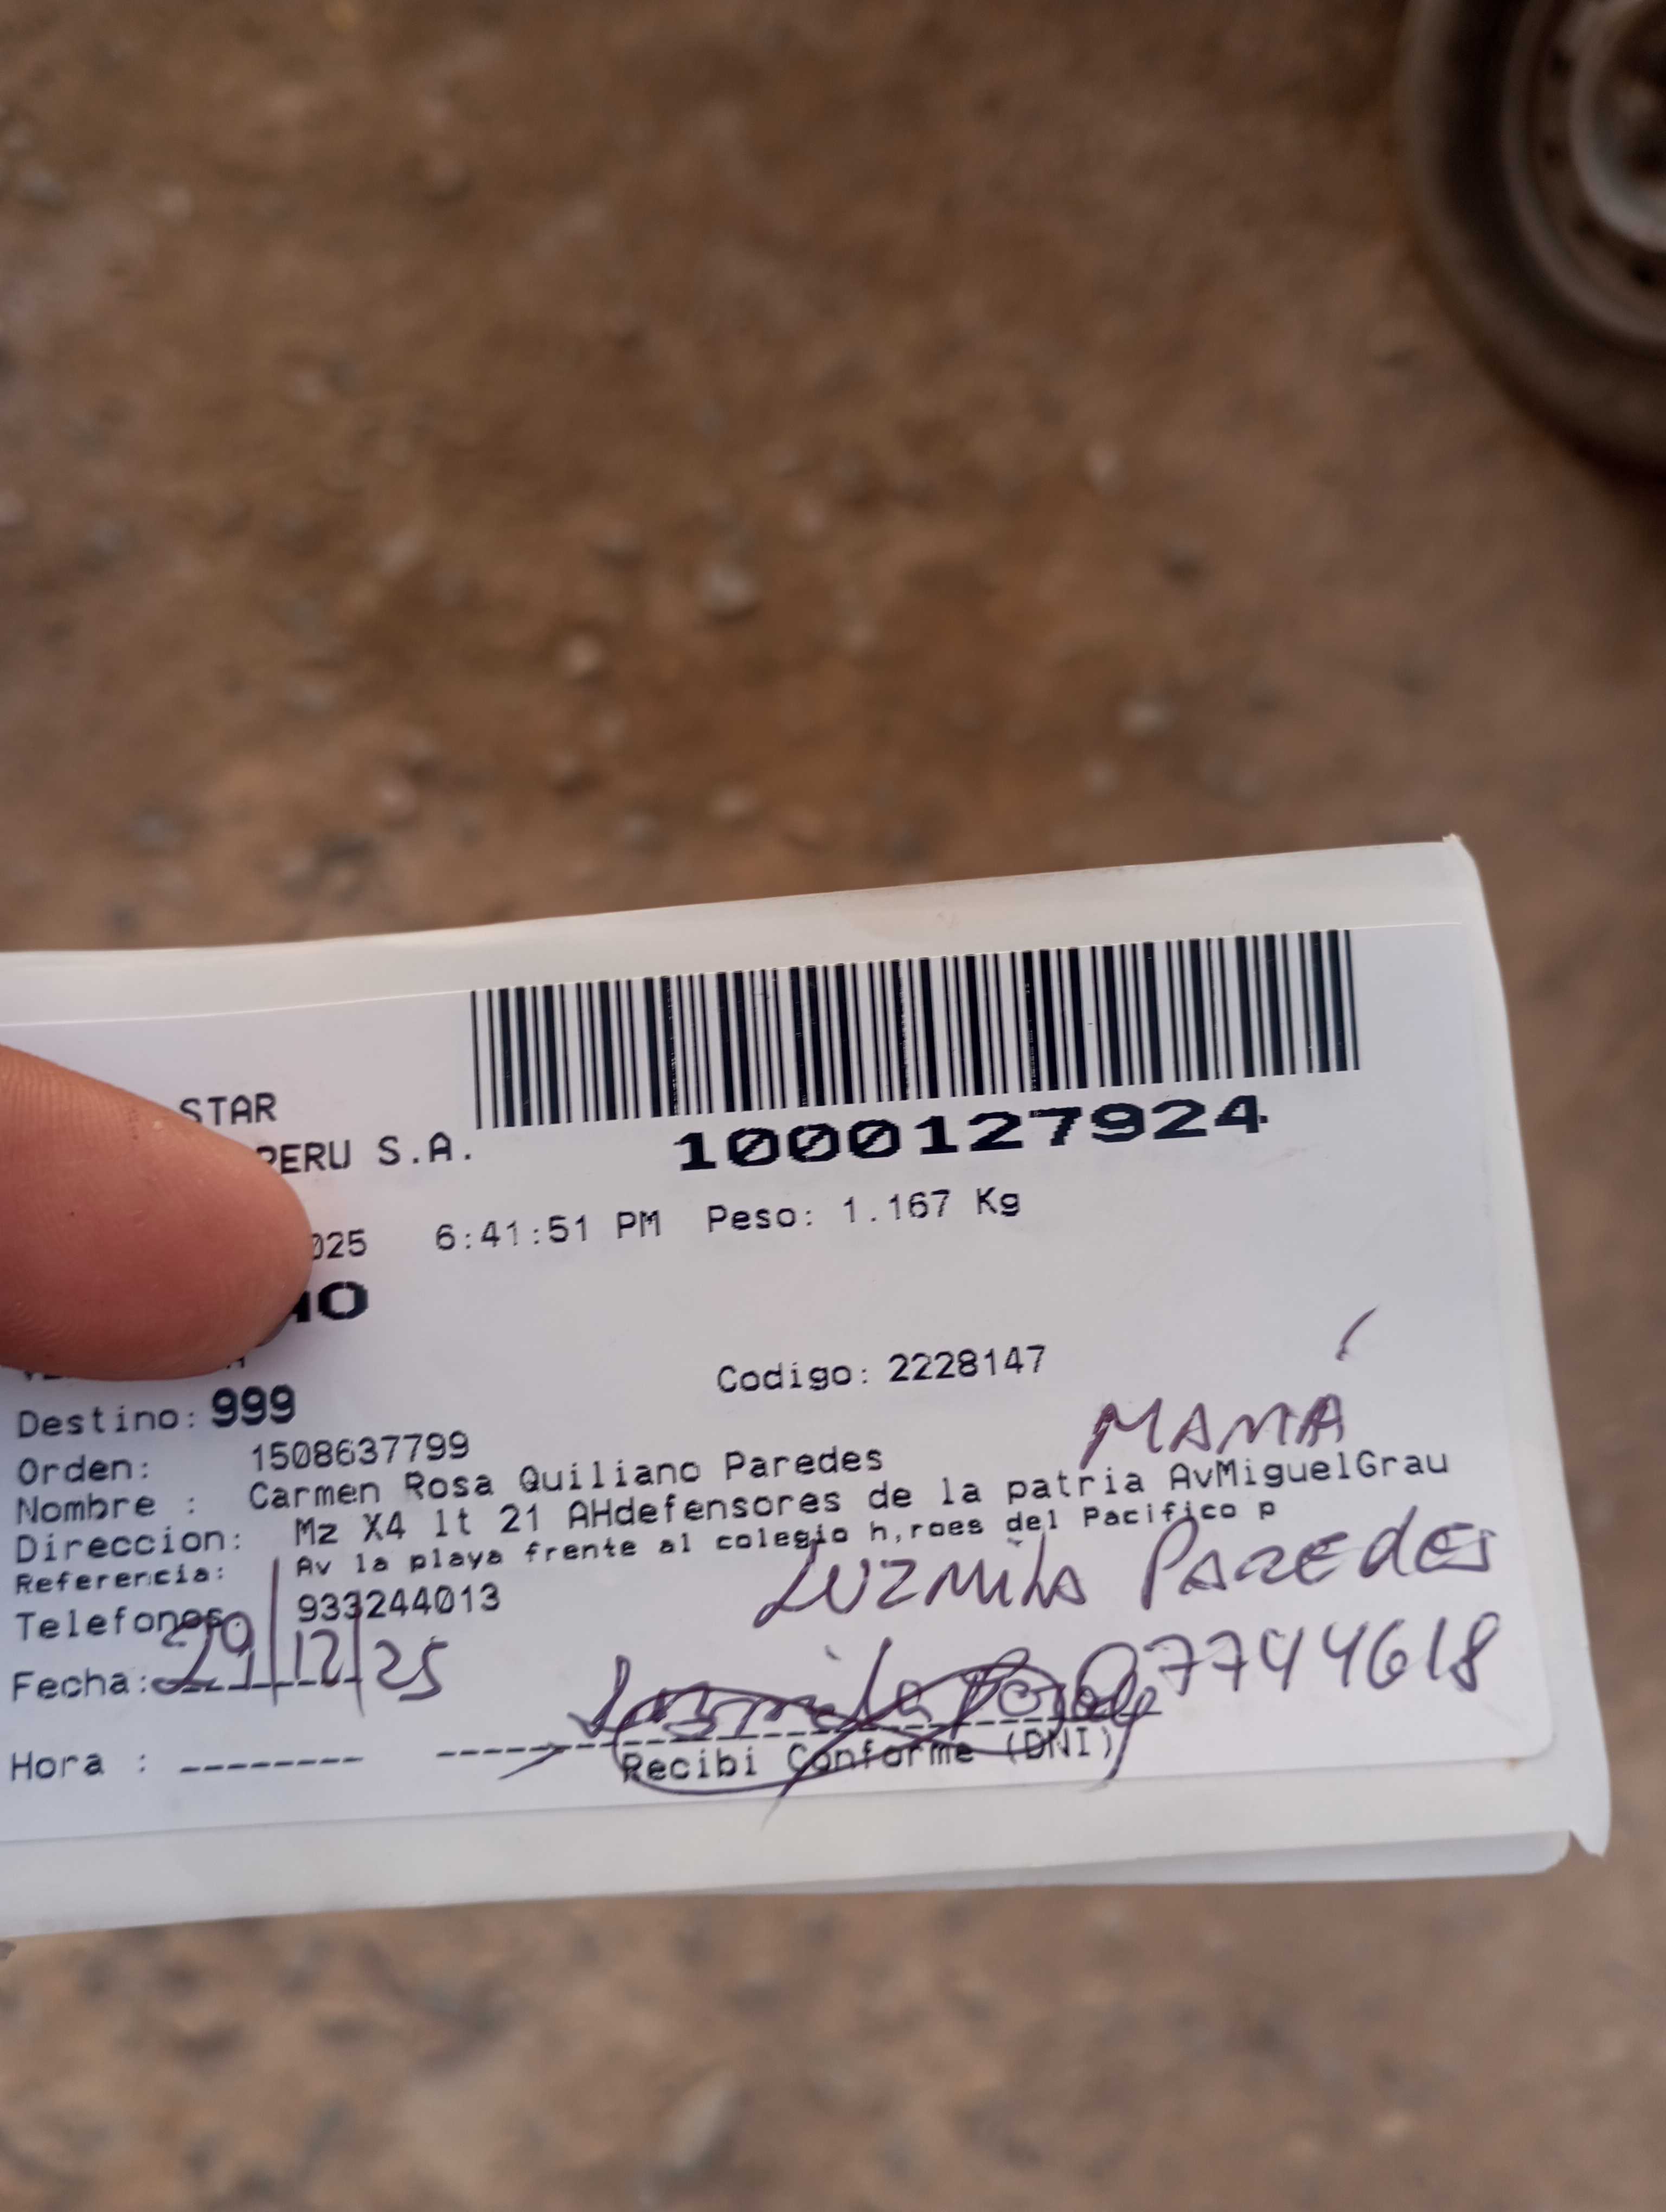 STAR
PERU S.A.
1000127924
025 6:41:51 PM Peso: 1.167 Kg
Codigo: 2228147
Destino: 999
MAMÁ
Orden: 1508637799
Nombre : Carmen Rosa Quiliano Paredes
Direccion: Mz X4 lt 21 AHdefensores de la patria AvMiguelGrau
Referencia: Av la playa frente al colegio h,roes del Pacifico p
LUZMILA PAREDES
Telefonos: 933244013
Fecha: 29/12/25
07744618
Hora :
Recibi Conforme (DNI)